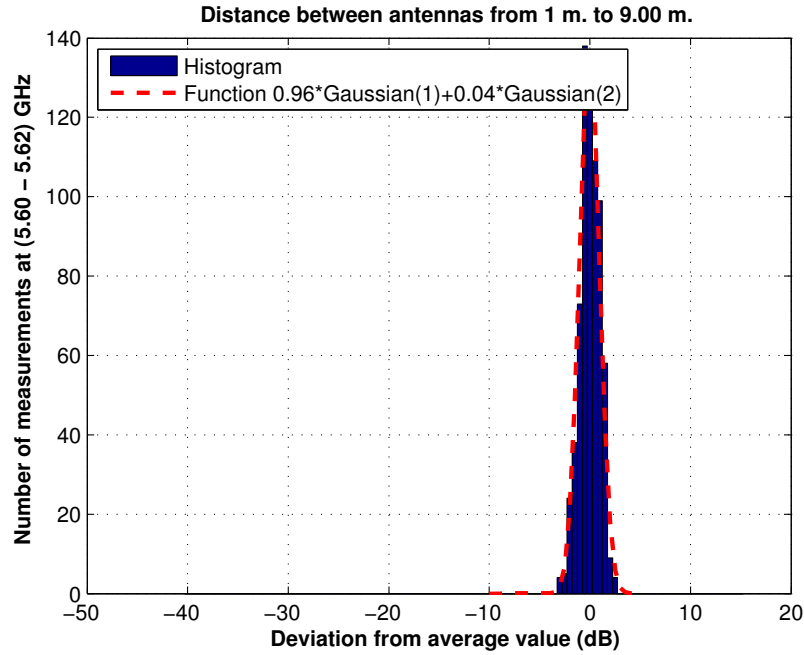 Distance between antennas from 1 m. to 9.00 m.
Histogram
Function 0.96*Gaussian(1)+0.04*Gaussian(2)
140
120
100
80
60
40
20
0
Number of measurements at (5.60 − 5.62) GHz
−50 −40 −30 −20 −10 0 10 20
Deviation from average value (dB)